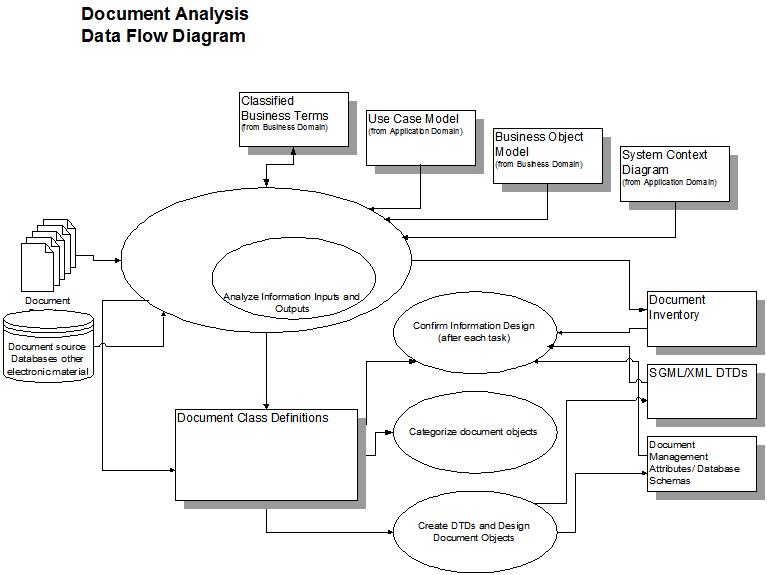 Document Analysis
Data Flow Diagram
Classified
Business Terms
(from Business Domain)
Use Case Model
(from Application Domain)
Business Object
Model
(from Business Domain)
System Context
Diagram
(from Application Domain)
Document
Analyze Information Inputs and
Outputs
Document source
Databases other
electronic material
Confirm Information Design
(after each task)
Document
Inventory
SGML/XML DTDs
Document Class Definitions
Categorize document objects
Document
Management
Attributes/ Database
Schemas
Create DTDs and Design
Document Objects